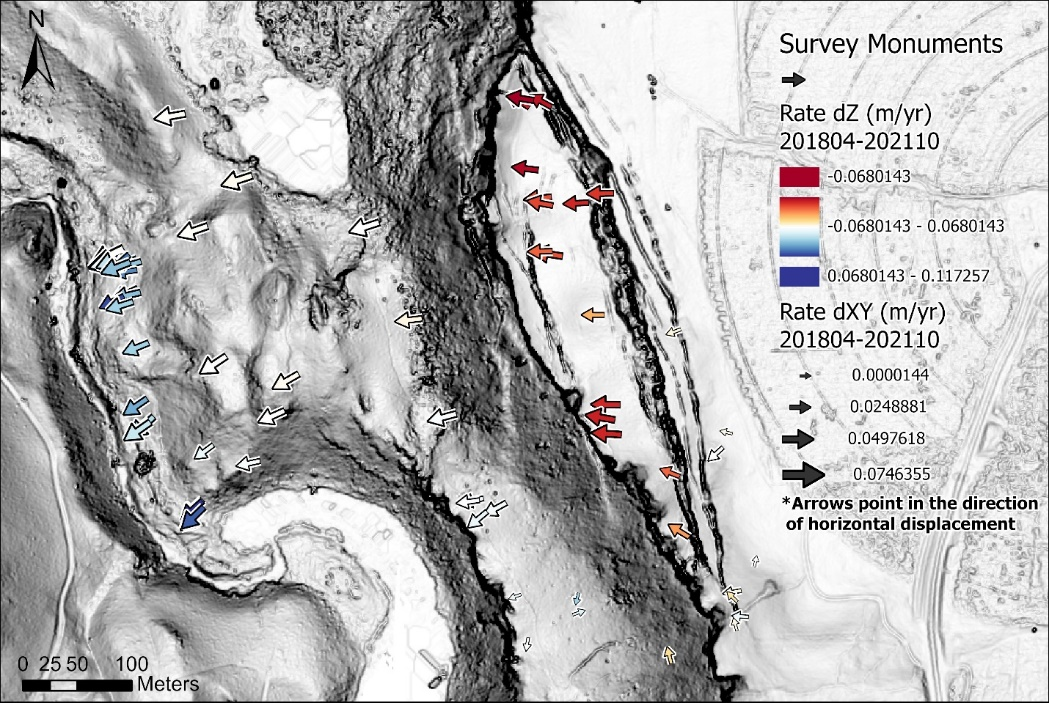 N
Survey Monuments
Rate dZ (m/yr)
201804-202110
-0.0680143
-0.0680143 - 0.0680143
0.0680143 - 0.117257
Rate dXY (m/yr)
201804-202110
0.0000144
0.0248881
0.0497618
0.0746355
*Arrows point in the direction
of horizontal displacement
0 25 50 100
Meters